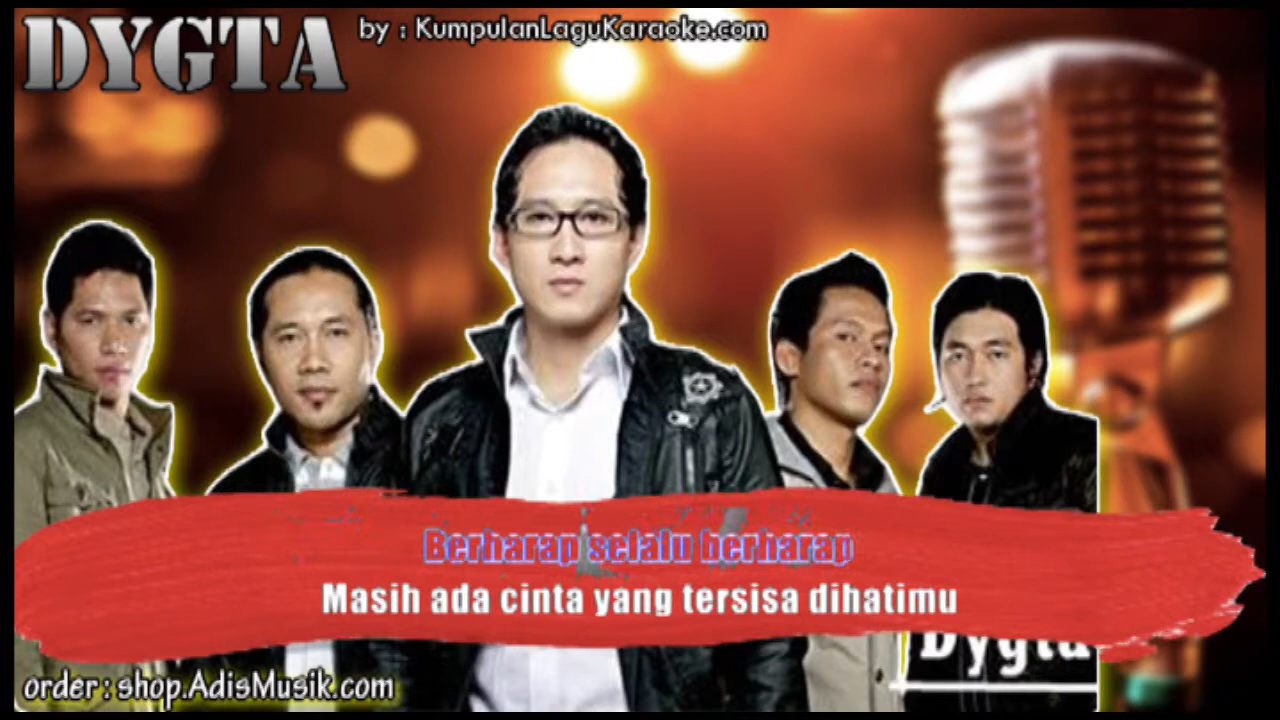 DYGTA
by : KumpulanLaguKaraoke.com
Berharap selalu berharap
Masih ada cinta yang tersisa dihatimu
Dygta
order : shop.AdisMusik.com